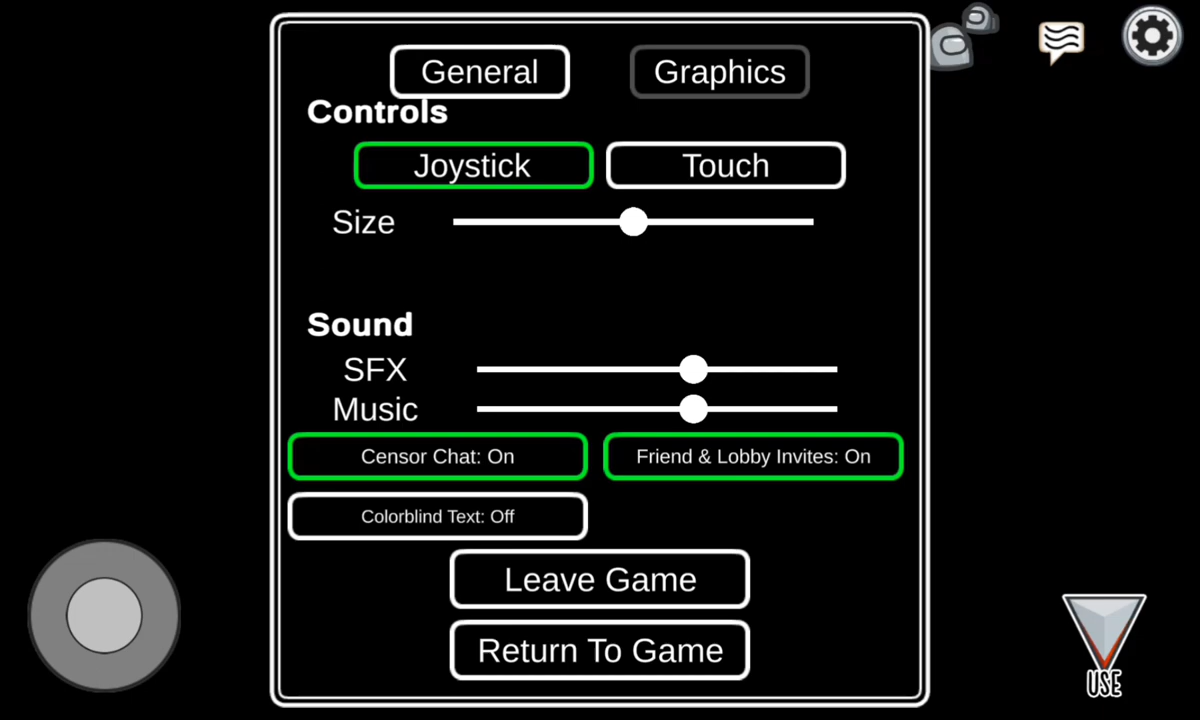 General
Graphics
Controls
Joystick
Touch
Size
Sound
SFX
Music
Censor Chat: On
Friend & Lobby Invites: On
Colorblind Text: Off
Leave Game
Return To Game
USE